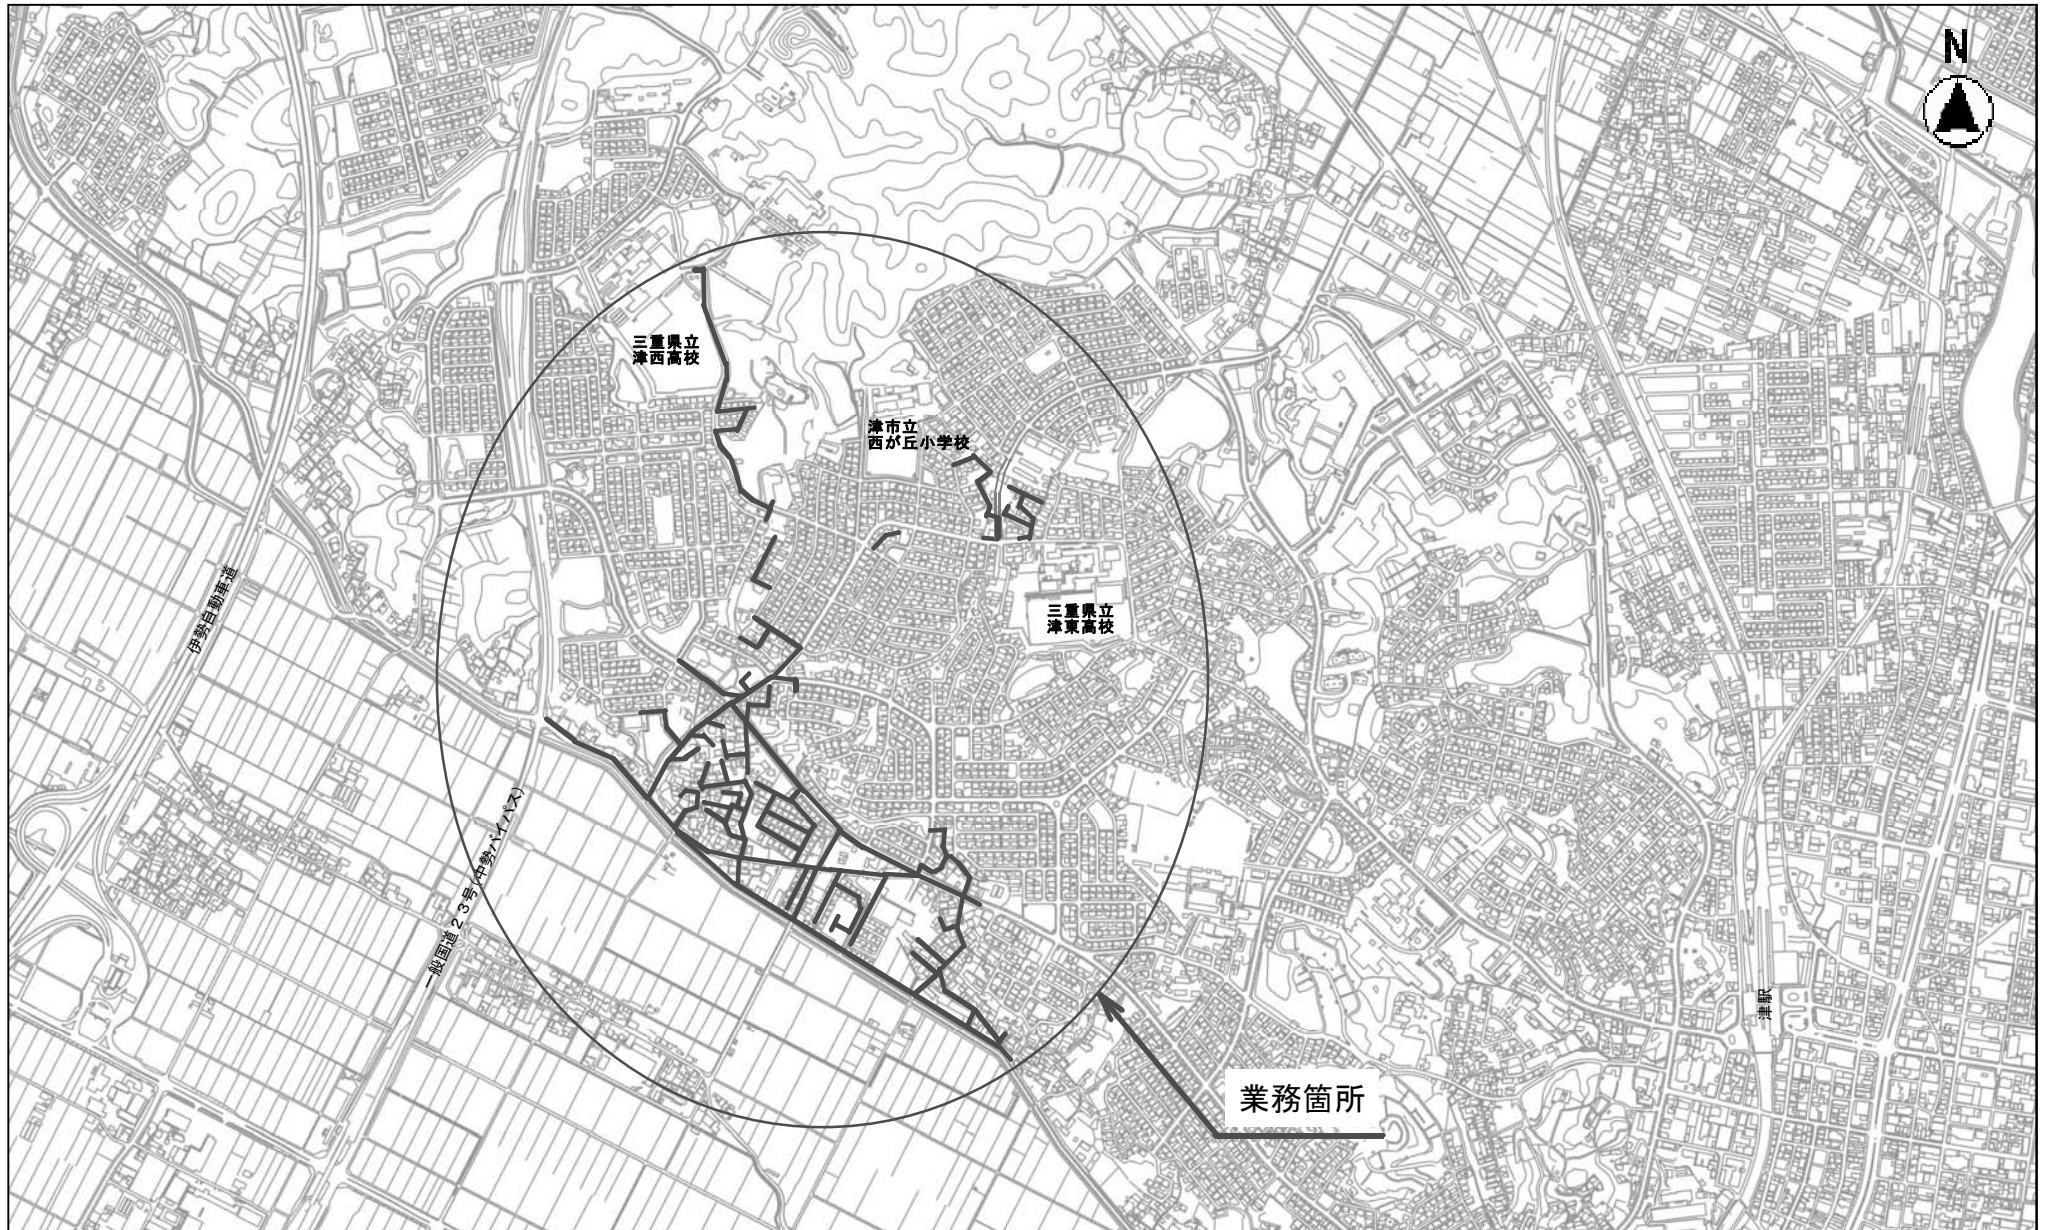 N
三重県立
津西高校
津市立
西が丘小学校
三重県立
津東高校
伊勢自動車道
一般国道２３号(中勢バイパス)
津駅
業務箇所